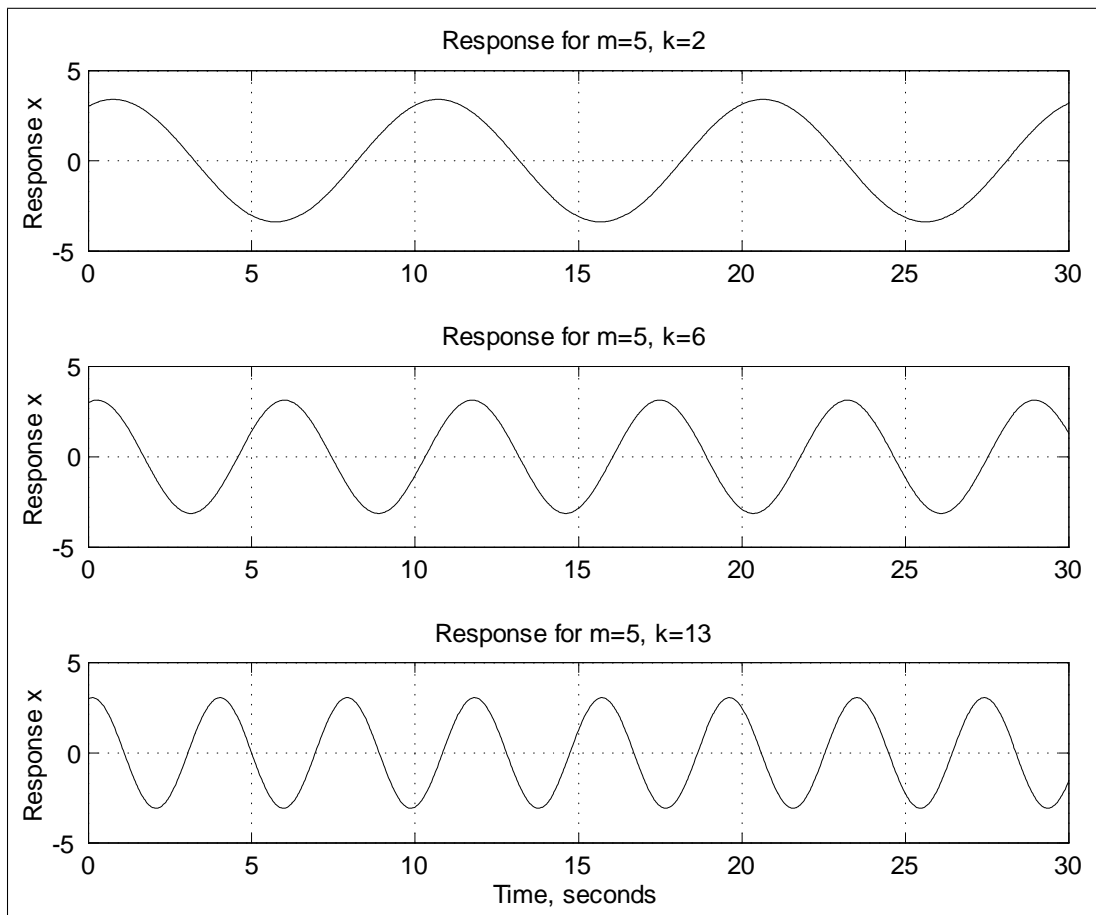 Response for m=5, k=2
Response x
5
0
-5
0 5 10 15 20 25 30
Response for m=5, k=6
Response x
5
0
-5
0 5 10 15 20 25 30
Response for m=5, k=13
Response x
5
0
-5
0 5 10 15 20 25 30
Time, seconds